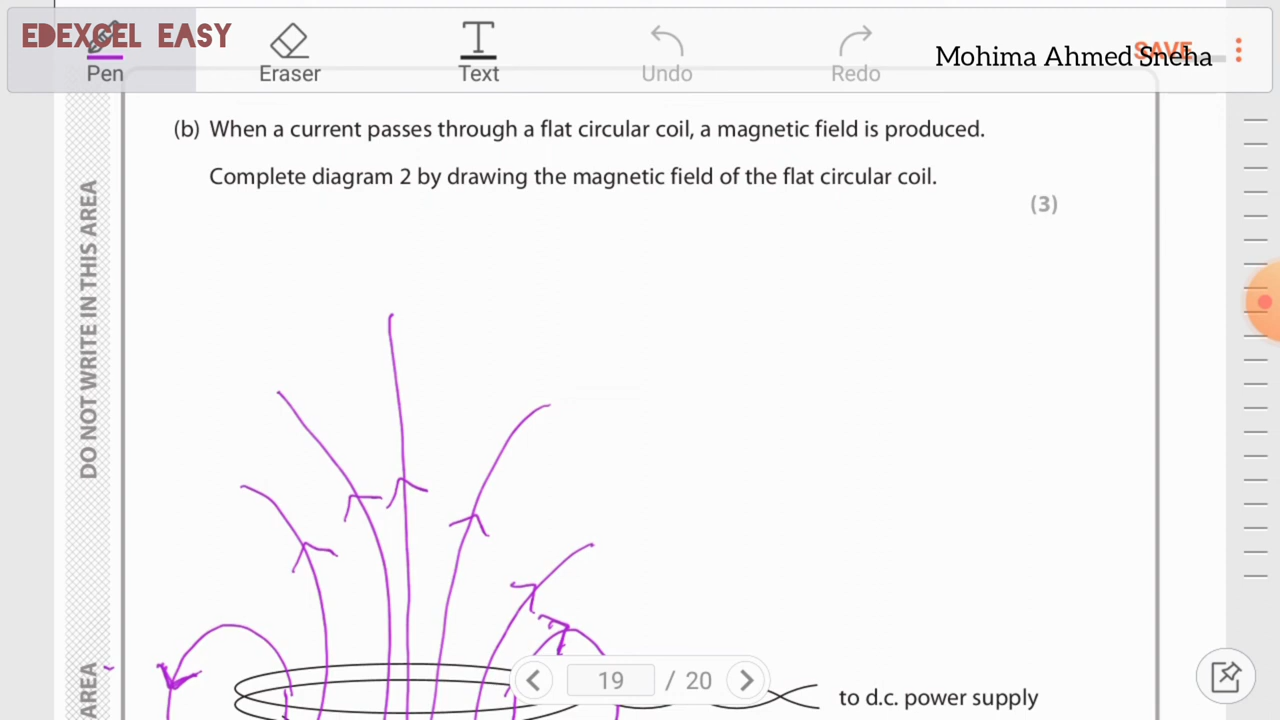 EDEXCEL EASY
Pen
Eraser
Text
Undo
Redo
Mohima Ahmed Sneha
SAVE
(b) When a current passes through a flat circular coil, a magnetic field is produced.
Complete diagram 2 by drawing the magnetic field of the flat circular coil.
(3)
DO NOT WRITE IN THIS AREA
AREA
19 / 20
to d.c. power supply